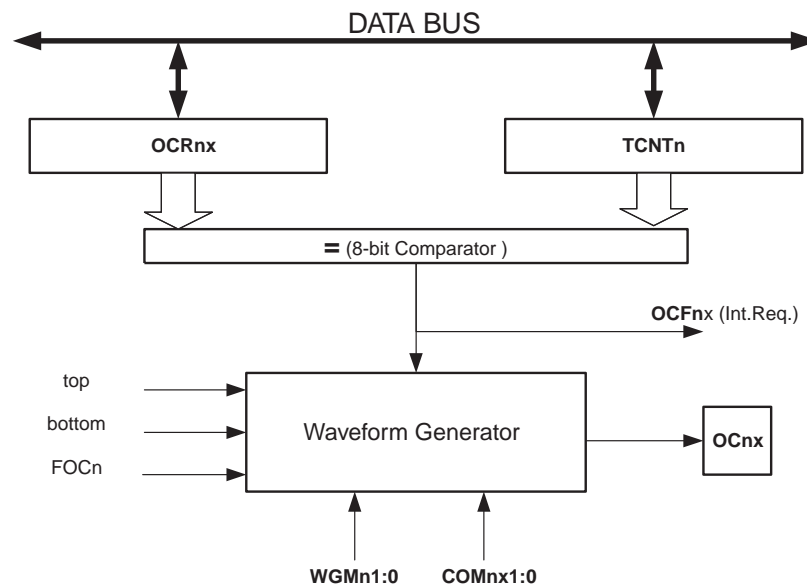 DATA BUS
OCRnx
TCNTn
= (8-bit Comparator )
OCFnx (Int.Req.)
top
bottom
FOCn
Waveform Generator
OCnx
WGMn1:0
COMnx1:0